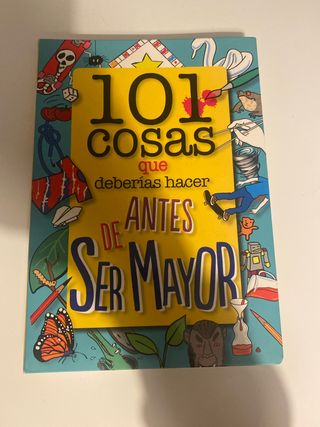 101
cosas
que
deberías hacer
ANTES
DE
SER MAYOR